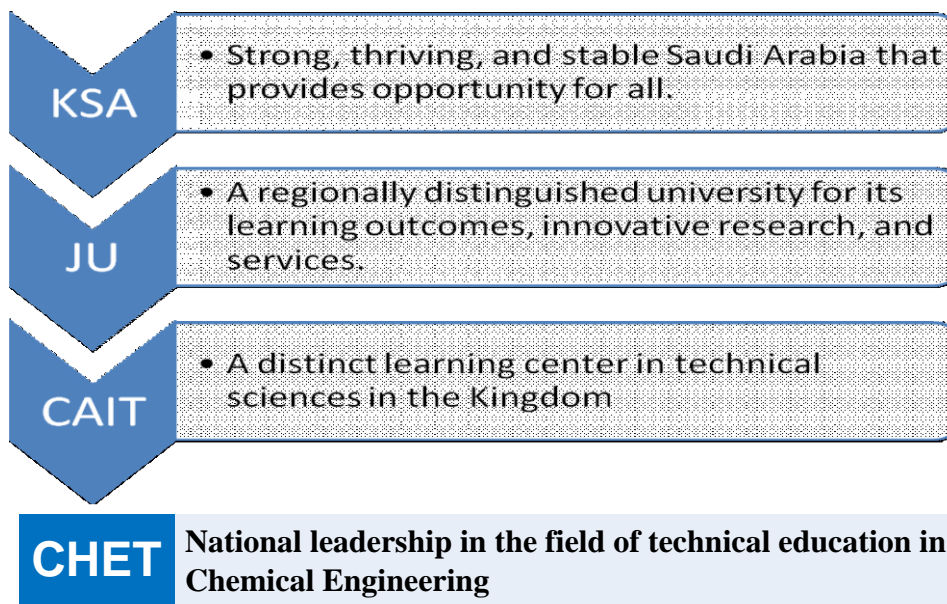 KSA
• Strong, thriving, and stable Saudi Arabia that
provides opportunity for all.
JU
• A regionally distinguished university for its
learning outcomes, innovative research, and
services.
CAIT
• A distinct learning center in technical
sciences in the Kingdom
CHET
National leadership in the field of technical education in
Chemical Engineering